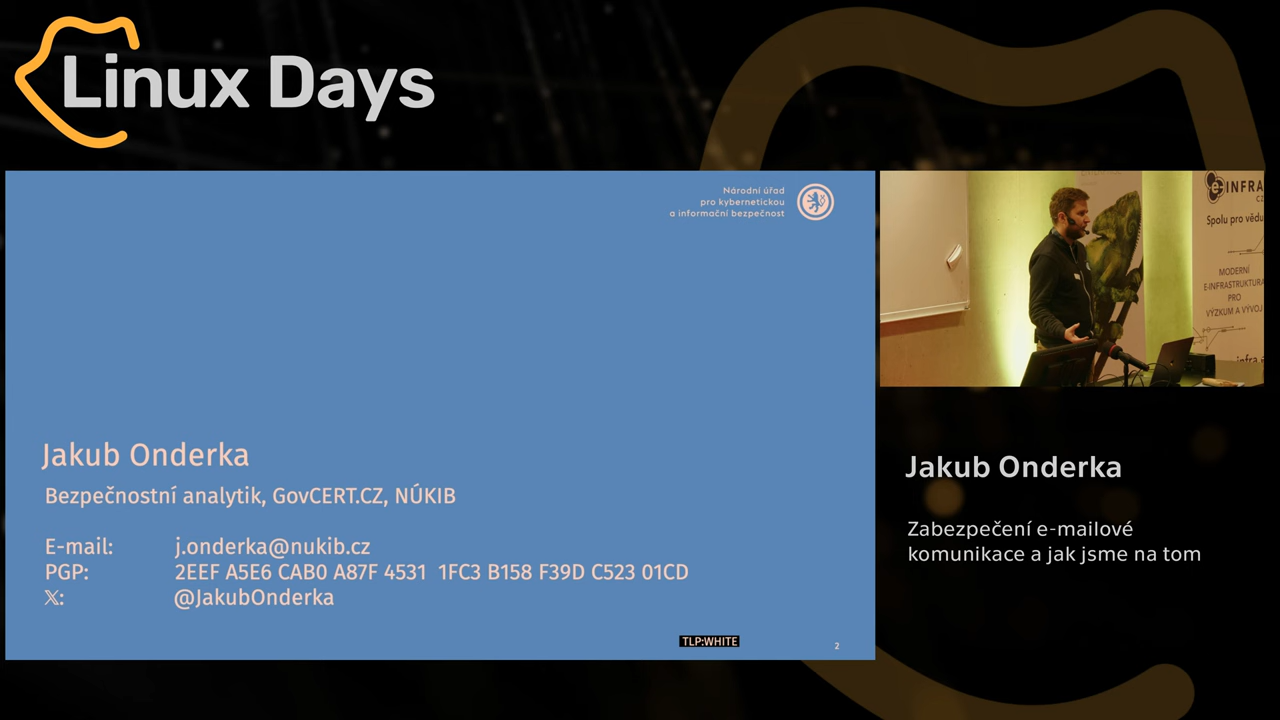 Linux Days
Národní úřad
pro kybernetickou
a informační bezpečnost
Jakub Onderka
Bezpečnostní analytik, GovCERT.CZ, NÚKIB
E-mail: j.onderka@nukib.cz
PGP: 2EEF A5E6 CAB0 A87F 4531 1FC3 B158 F39D C523 01CD
𝕏: @JakubOnderka
TLP:WHITE
2
e-INFRA
CZ
Spolu pro vědu
MODERNÍ
E-INFRASTRUKTURA
PRO
VÝZKUM A VÝVOJ
Jakub Onderka
Zabezpečení e-mailové
komunikace a jak jsme na tom